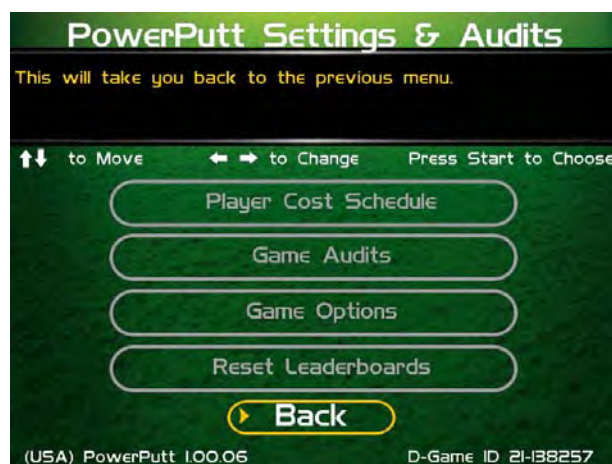 PowerPutt Settings & Audits
This will take you back to the previous menu.
to Move to Change Press Start to Choose
Player Cost Schedule
Game Audits
Game Options
Reset Leaderboards
Back
(USA) PowerPutt 1.00.06 D-Game ID 21-138257